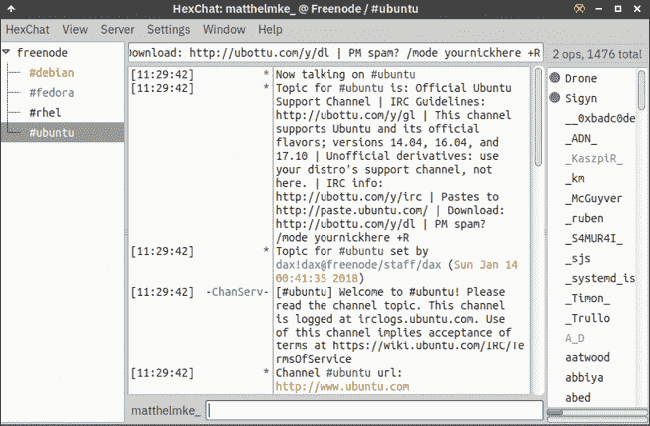 HexChat: matthelmke_ @ Freenode / #ubuntu
HexChat View Server Settings Window Help
freenode
#debian
#fedora
#rhel
#ubuntu
Download: http://ubottu.com/y/dl | PM spam? /mode yournickhere +R
2 ops, 1476 total
[11:29:42] * Now talking on #ubuntu
[11:29:42] * Topic for #ubuntu is: Official Ubuntu
Support Channel | IRC Guidelines:
http://ubottu.com/y/gl | This channel
supports Ubuntu and its official
flavors; versions 14.04, 16.04, and
17.10 | Unofficial derivatives: use
your distro's support channel, not
here. | IRC info:
http://ubottu.com/y/irc | Pastes to
http://paste.ubuntu.com/ | Download:
http://ubottu.com/y/dl | PM spam?
/mode yournickhere +R
[11:29:42] * Topic for #ubuntu set by
dax!dax@freenode/staff/dax (Sun Jan 14
00:41:35 2018)
[11:29:42] -ChanServ- [#ubuntu] Welcome to #ubuntu! Please
read the channel topic. This channel
is logged at irclogs.ubuntu.com. Use
of this channel implies acceptance of
terms at https://wiki.ubuntu.com/IRC/Te
rmsOfService
[11:29:42] * Channel #ubuntu url:
http://www.ubuntu.com
matthelmke_
Drone
Sigyn
__0xbadc0de
_ADN_
_KaszpiR_
_km
_McGuyver
_ruben
_S4MUR4I_
_sjs
_systemd_is
_Timon_
_Trullo
A_D
aatwood
abbiya
abed